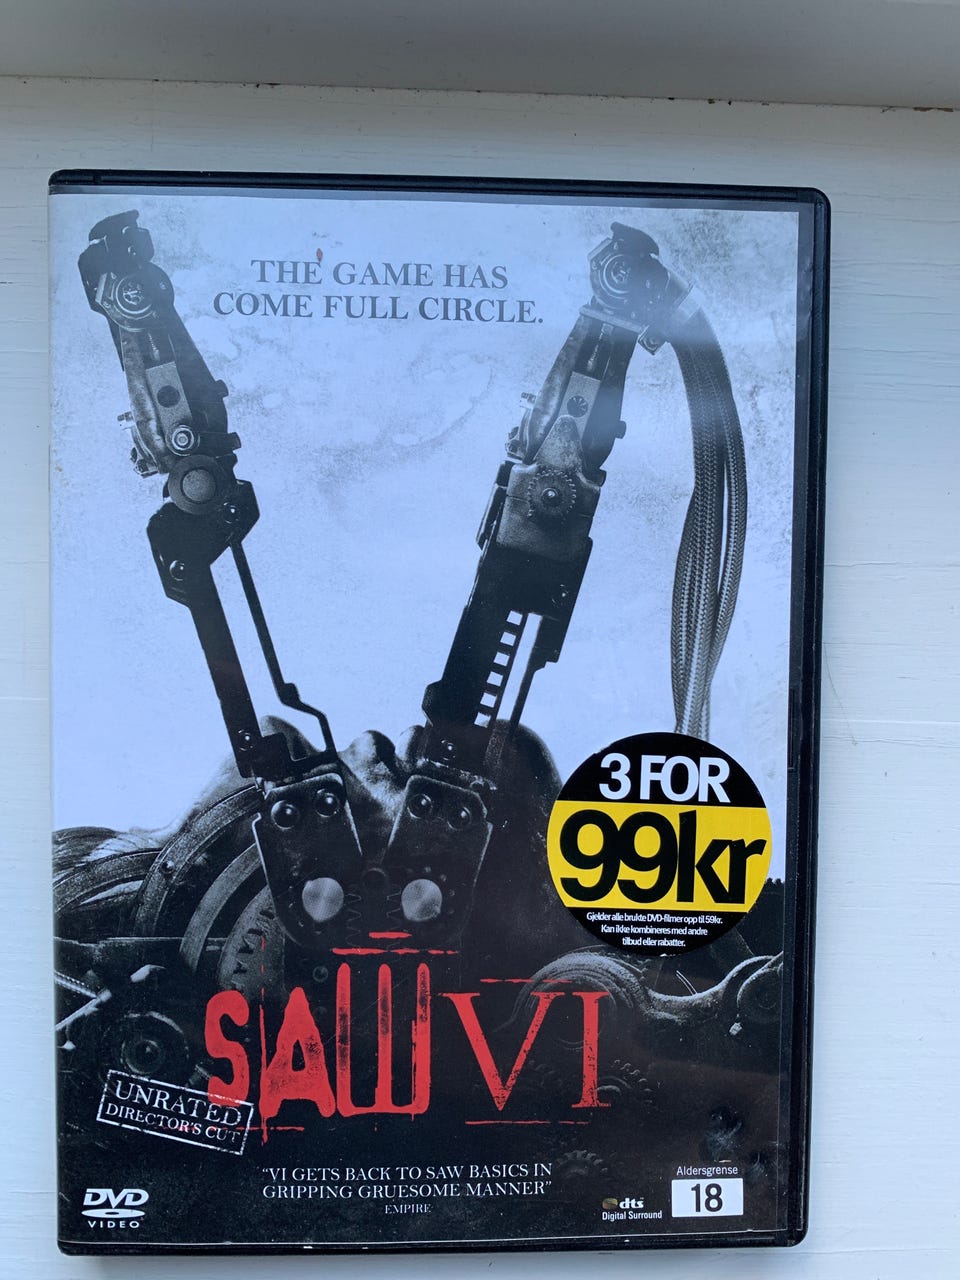 THE GAME HAS
COME FULL CIRCLE.
3 FOR
99kr
Gjelder alle brukte DVD-filmer opp til 59kr.
Kan ikke kombineres med andre
tilbud eller rabatter.
SAW VI
UNRATED
DIRECTOR'S CUT
"VI GETS BACK TO SAW BASICS IN
GRIPPING GRUESOME MANNER"
EMPIRE
DVD
VIDEO
dts
Digital Surround
Aldersgrense
18